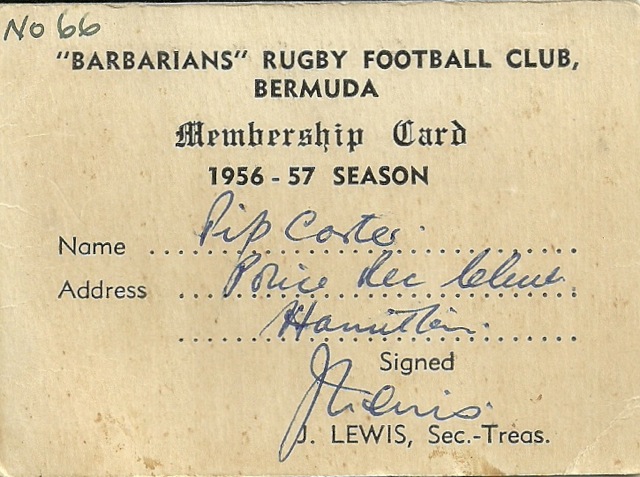 No 66
"BARBARIANS" RUGBY FOOTBALL CLUB,
BERMUDA
Membership Card
1956 - 57 SEASON
Name Pip Carter.
Address Police Rec
Hamilton.
Signed
J Lewis.
J. LEWIS, Sec.-Treas.